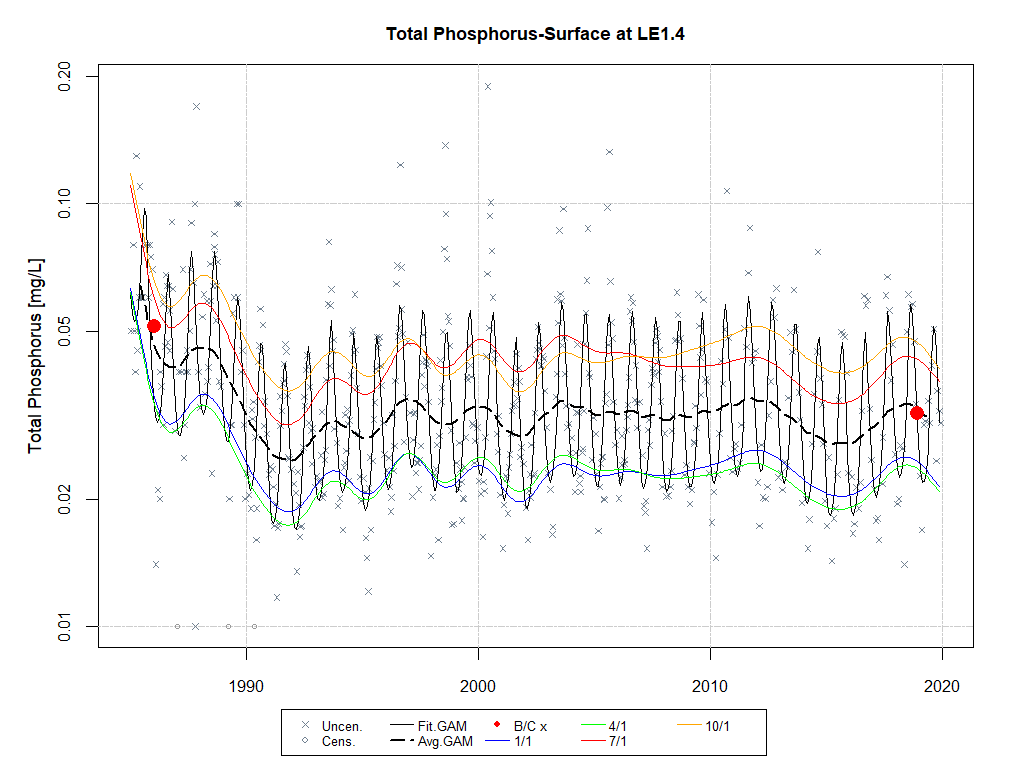 Total Phosphorus-Surface at LE1.4
Total Phosphorus [mg/L]
0.20
0.10
0.05
0.02
0.01
1990 2000 2010 2020
Uncen. Fit.GAM B/C x 4/1 10/1
Cens. Avg.GAM 1/1 7/1